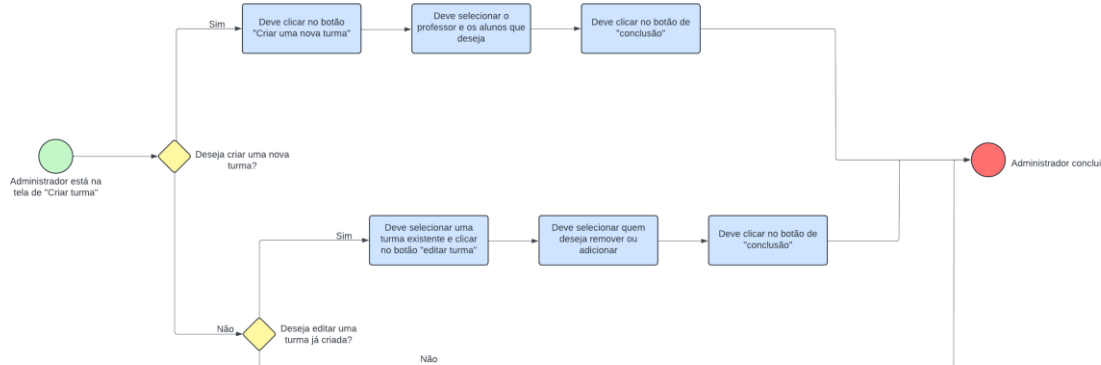 Sim
Deve clicar no botão
"Criar uma nova turma"
Deve selecionar o
professor e os alunos que
deseja
Deve clicar no botão de
"conclusão"
Deseja criar uma nova
turma?
Administrador está na
tela de "Criar turma"
Administrador conclui
Sim
Deve selecionar uma
turma existente e clicar
no botão "editar turma"
Deve selecionar quem
deseja remover ou
adicionar
Deve clicar no botão de
"conclusão"
Não
Deseja editar uma
turma já criada?
Não